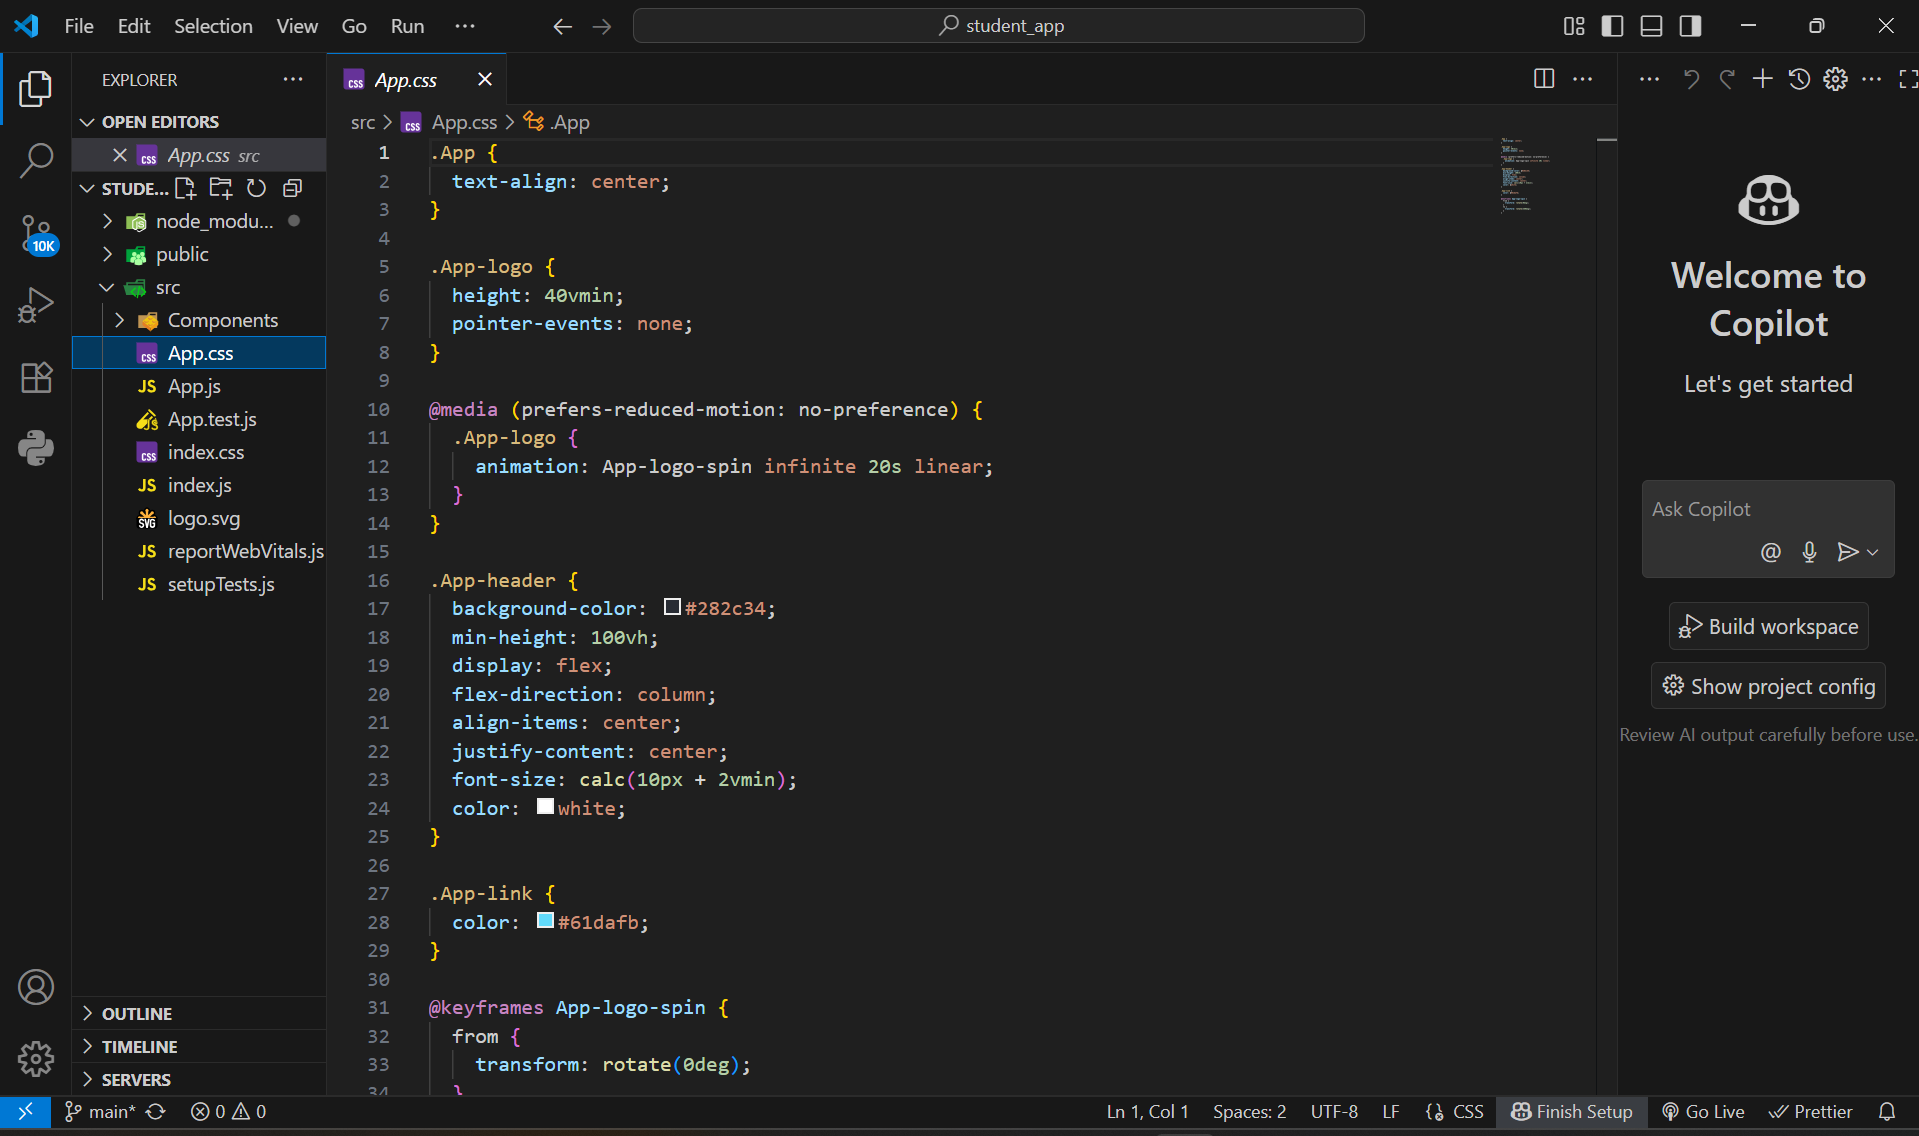 File Edit Selection View Go Run ··· student_app
EXPLORER
OPEN EDITORS
App.css src
STUDE...
node_modu...
public
src
Components
App.css
App.js
App.test.js
index.css
index.js
logo.svg
reportWebVitals.js
setupTests.js
OUTLINE
TIMELINE
SERVERS
10K
App.css
src > App.css > .App
1 .App {
2 text-align: center;
3 }
4
5 .App-logo {
6 height: 40vmin;
7 pointer-events: none;
8 }
9
10 @media (prefers-reduced-motion: no-preference) {
11 .App-logo {
12 animation: App-logo-spin infinite 20s linear;
13 }
14 }
15
16 .App-header {
17 background-color: #282c34;
18 min-height: 100vh;
19 display: flex;
20 flex-direction: column;
21 align-items: center;
22 justify-content: center;
23 font-size: calc(10px + 2vmin);
24 color: white;
25 }
26
27 .App-link {
28 color: #61dafb;
29 }
30
31 @keyframes App-logo-spin {
32 from {
33 transform: rotate(0deg);
34 }
Welcome to
Copilot
Let's get started
Ask Copilot
Build workspace
Show project config
Review AI output carefully before use.
main* 0 0 Ln 1, Col 1 Spaces: 2 UTF-8 LF CSS Finish Setup Go Live Prettier